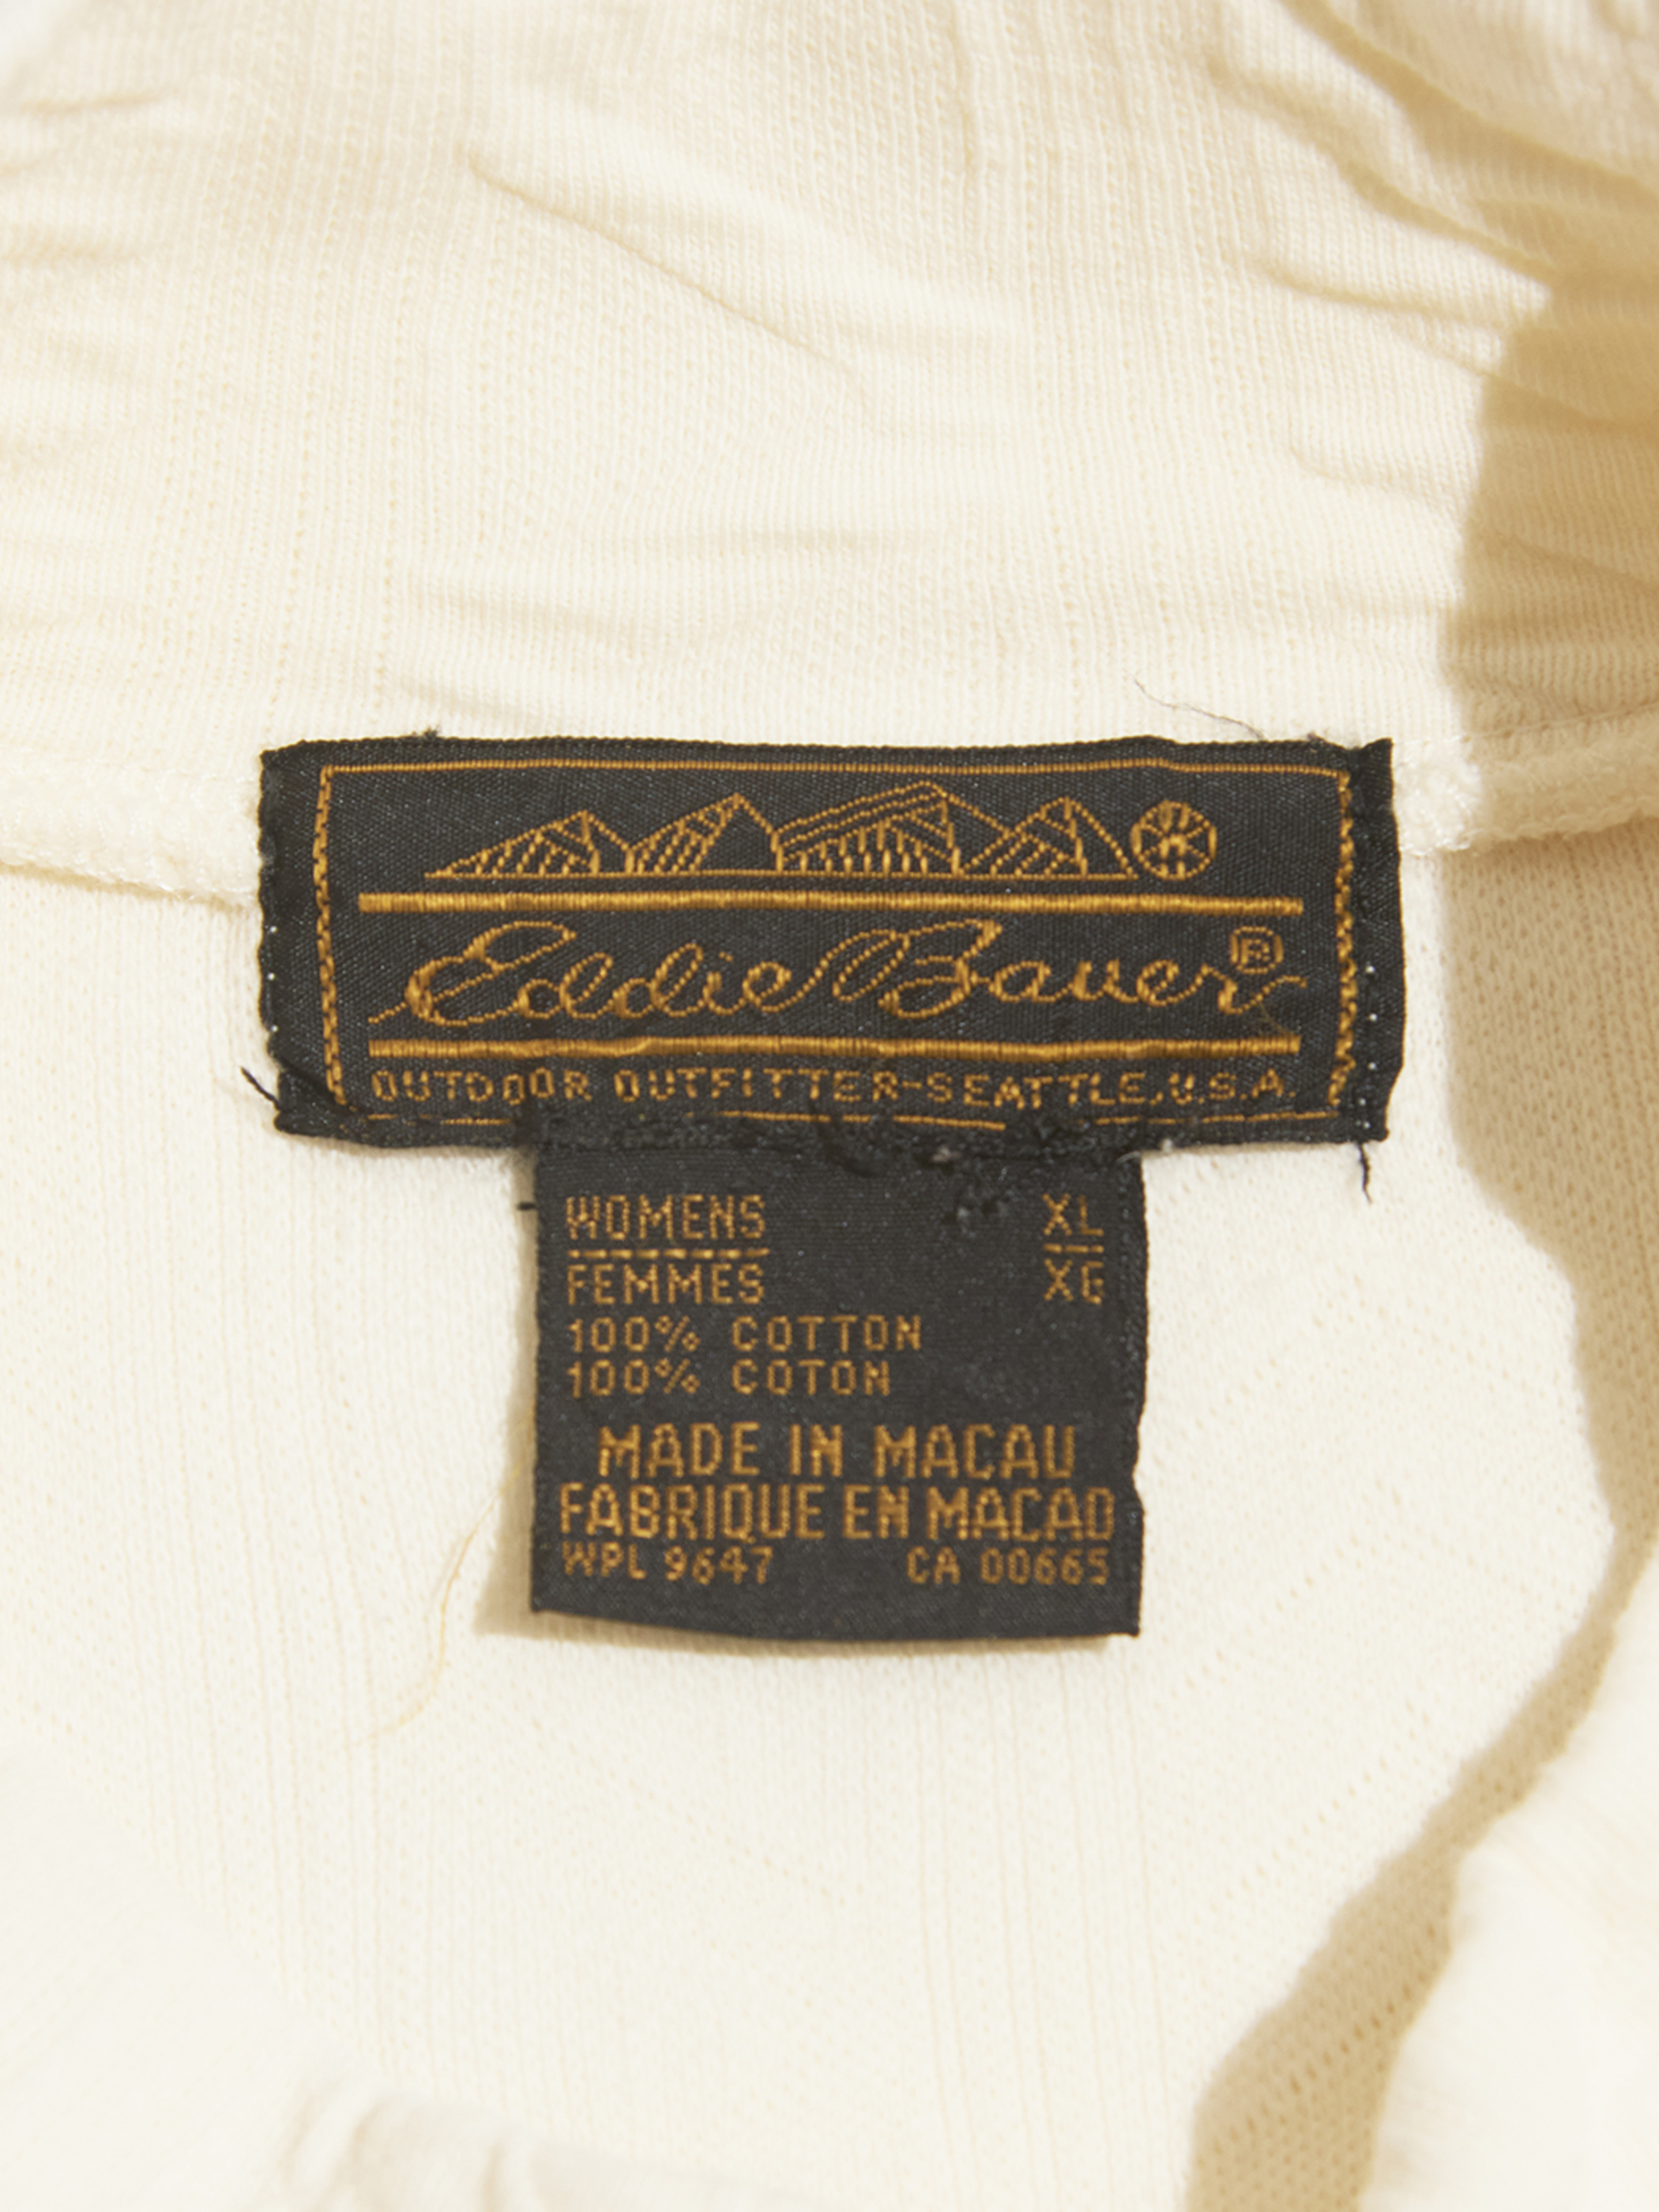 Eddie Bauer®
OUTDOOR OUTFITTER-SEATTLE,U.S.A.
WOMENS XL
FEMMES XG
100% COTTON
100% COTON
MADE IN MACAU
FABRIQUE EN MACAO
WPL 9647 CA 00665